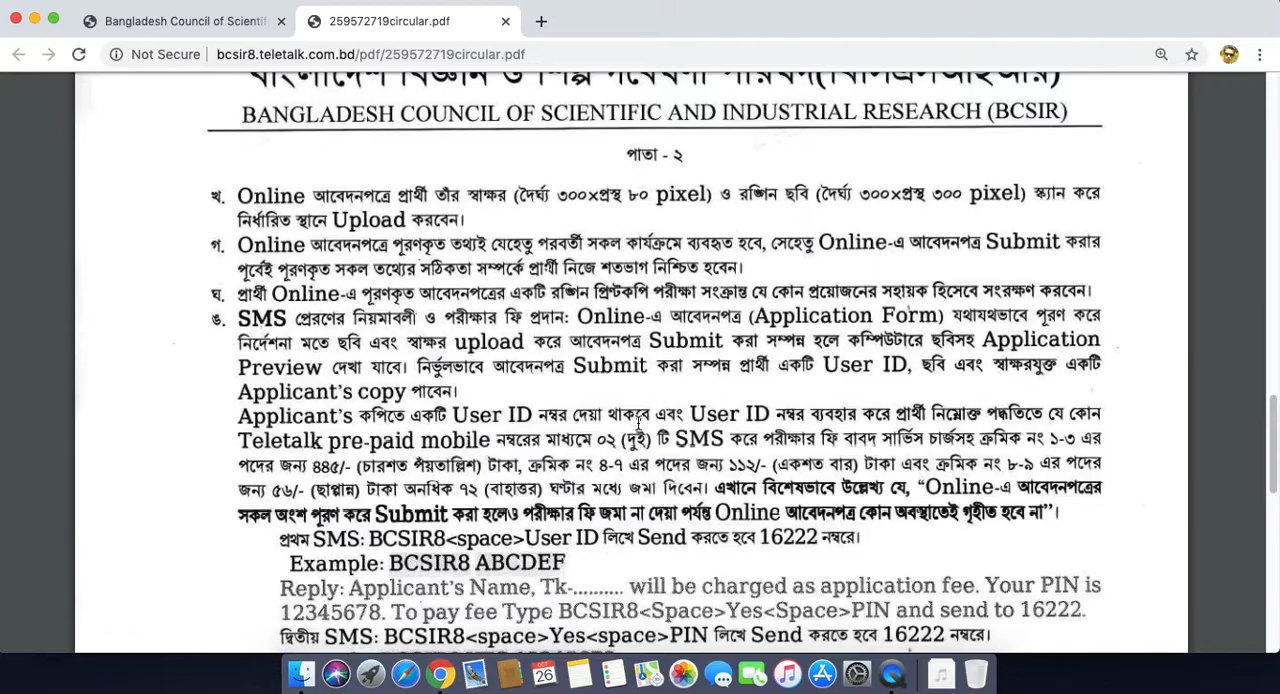 Bangladesh Council of Scientif
259572719circular.pdf
Not Secure
bcsir8.teletalk.com.bd/pdf/259572719circular.pdf
বাংলাদেশ বিজ্ঞান ও শিল্প গবেষণা পরিষদ(বিসিএসআইআর)
BANGLADESH COUNCIL OF SCIENTIFIC AND INDUSTRIAL RESEARCH (BCSIR)
পাতা - ২
খ. Online আবেদনপত্রে প্রার্থী তাঁর স্বাক্ষর (দৈর্ঘ্য ৩০০×প্রস্থ ৮০ pixel) ও রঙ্গিন ছবি (দৈর্ঘ্য ৩০০×প্রস্থ ৩০০ pixel) স্ক্যান করে
নির্ধারিত স্থানে Upload করবেন।
গ. Online আবেদনপত্রে পূরণকৃত তথ্যই যেহেতু পরবর্তী সকল কার্যক্রমে ব্যবহৃত হবে, সেহেতু Online-এ আবেদনপত্র Submit করার
পূর্বেই পূরণকৃত সকল তথ্যের সঠিকতা সম্পর্কে প্রার্থী নিজে শতভাগ নিশ্চিত হবেন।
ঘ. প্রার্থী Online-এ পূরণকৃত আবেদনপত্রের একটি রঙ্গিন প্রিন্টকপি পরীক্ষা সংক্রান্ত যে কোন প্রয়োজনের সহায়ক হিসেবে সংরক্ষণ করবেন।
ঙ. SMS প্রেরণের নিয়মাবলী ও পরীক্ষার ফি প্রদান: Online-এ আবেদনপত্র (Application Form) যথাযথভাবে পূরণ করে
নির্দেশনা মতে ছবি এবং স্বাক্ষর upload করে আবেদনপত্র Submit করা সম্পন্ন হলে কম্পিউটারে ছবিসহ Application
Preview দেখা যাবে। নির্ভুলভাবে আবেদনপত্র Submit করা সম্পন্ন প্রার্থী একটি User ID, ছবি এবং স্বাক্ষরযুক্ত একটি
Applicant's copy পাবেন।
Applicant's কপিতে একটি User ID নম্বর দেয়া থাকবে এবং User ID নম্বর ব্যবহার করে প্রার্থী নিম্নোক্ত পদ্ধতিতে যে কোন
Teletalk pre-paid mobile নম্বরের মাধ্যমে ০২ (দুই) টি SMS করে পরীক্ষার ফি বাবদ সার্ভিস চার্জসহ ক্রমিক নং ১-৩ এর
পদের জন্য ৪৪৫/- (চারশত পঁয়তাল্লিশ) টাকা, ক্রমিক নং ৪-৭ এর পদের জন্য ১১২/- (একশত বার) টাকা এবং ক্রমিক নং ৮-৯ এর পদের
জন্য ৫৬/- (ছাপ্পান্ন) টাকা অনধিক ৭২ (বাহাত্তর) ঘণ্টার মধ্যে জমা দিবেন। এখানে বিশেষভাবে উল্লেখ্য যে, “Online-এ আবেদনপত্রের
সকল অংশ পূরণ করে Submit করা হলেও পরীক্ষার ফি জমা না দেয়া পর্যন্ত Online আবেদনপত্র কোন অবস্থাতেই গৃহীত হবে না”।
প্রথম SMS: BCSIR8<space>User ID লিখে Send করতে হবে 16222 নম্বরে।
Example: BCSIR8 ABCDEF
Reply: Applicant's Name, Tk-.......... will be charged as application fee. Your PIN is
12345678. To pay fee Type BCSIR8<Space>Yes<Space>PIN and send to 16222.
দ্বিতীয় SMS: BCSIR8<space>Yes<space>PIN লিখে Send করতে হবে 16222 নম্বরে।
OCT
26